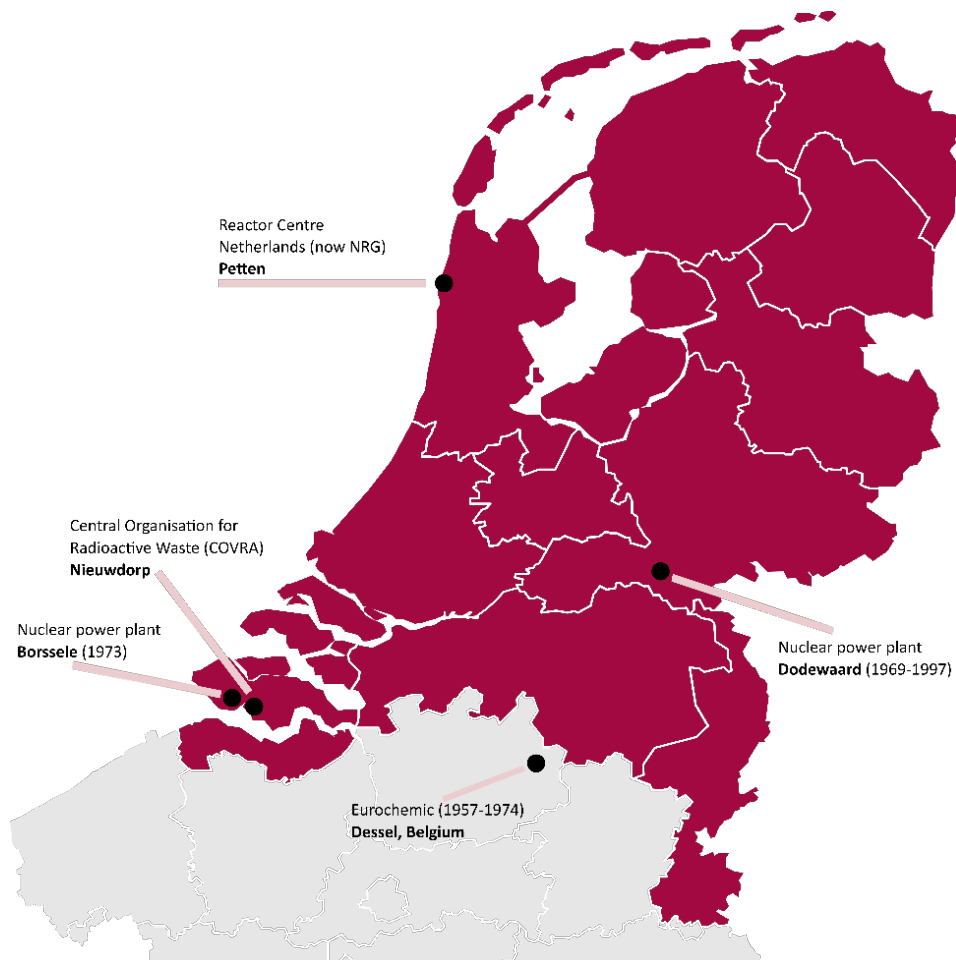 Reactor Centre
Netherlands (now NRG)
Petten
Central Organisation for
Radioactive Waste (COVRA)
Nieuwdorp
Nuclear power plant
Borssele (1973)
Nuclear power plant
Dodewaard (1969-1997)
Eurochemic (1957-1974)
Dessel, Belgium